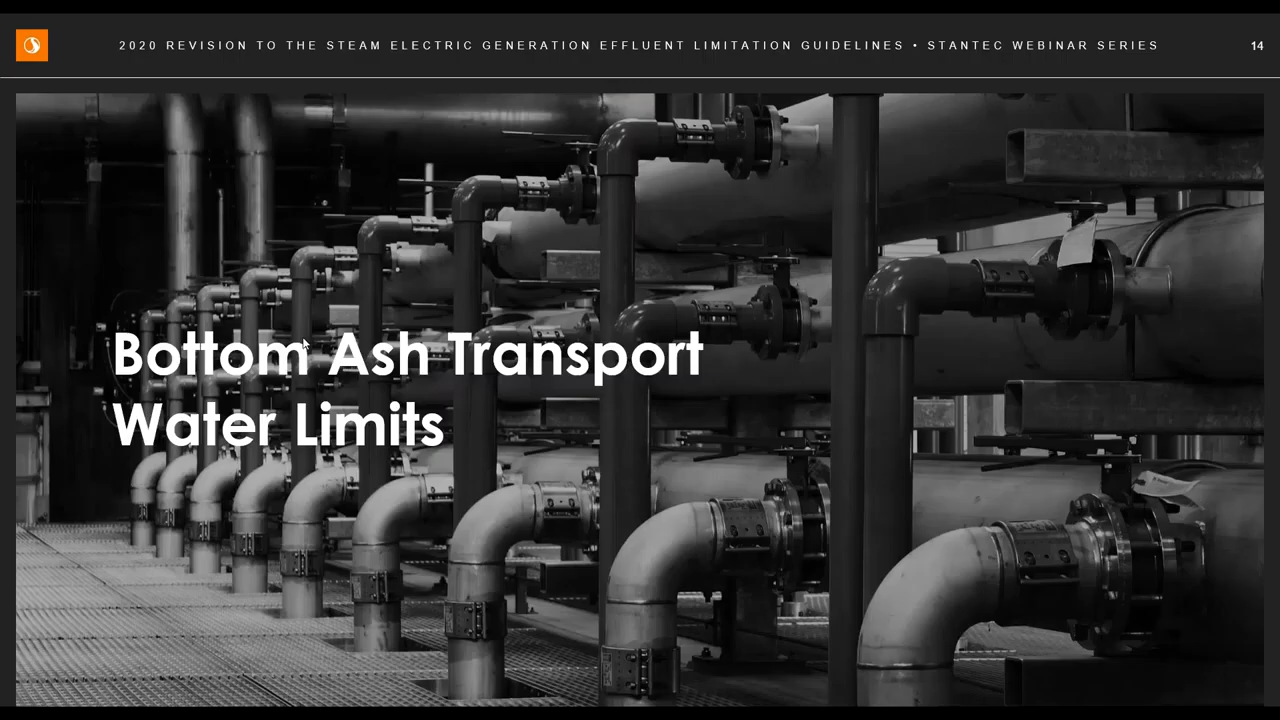 2020 REVISION TO THE STEAM ELECTRIC GENERATION EFFLUENT LIMITATION GUIDELINES • STANTEC WEBINAR SERIES
14
Bottom Ash Transport
Water Limits